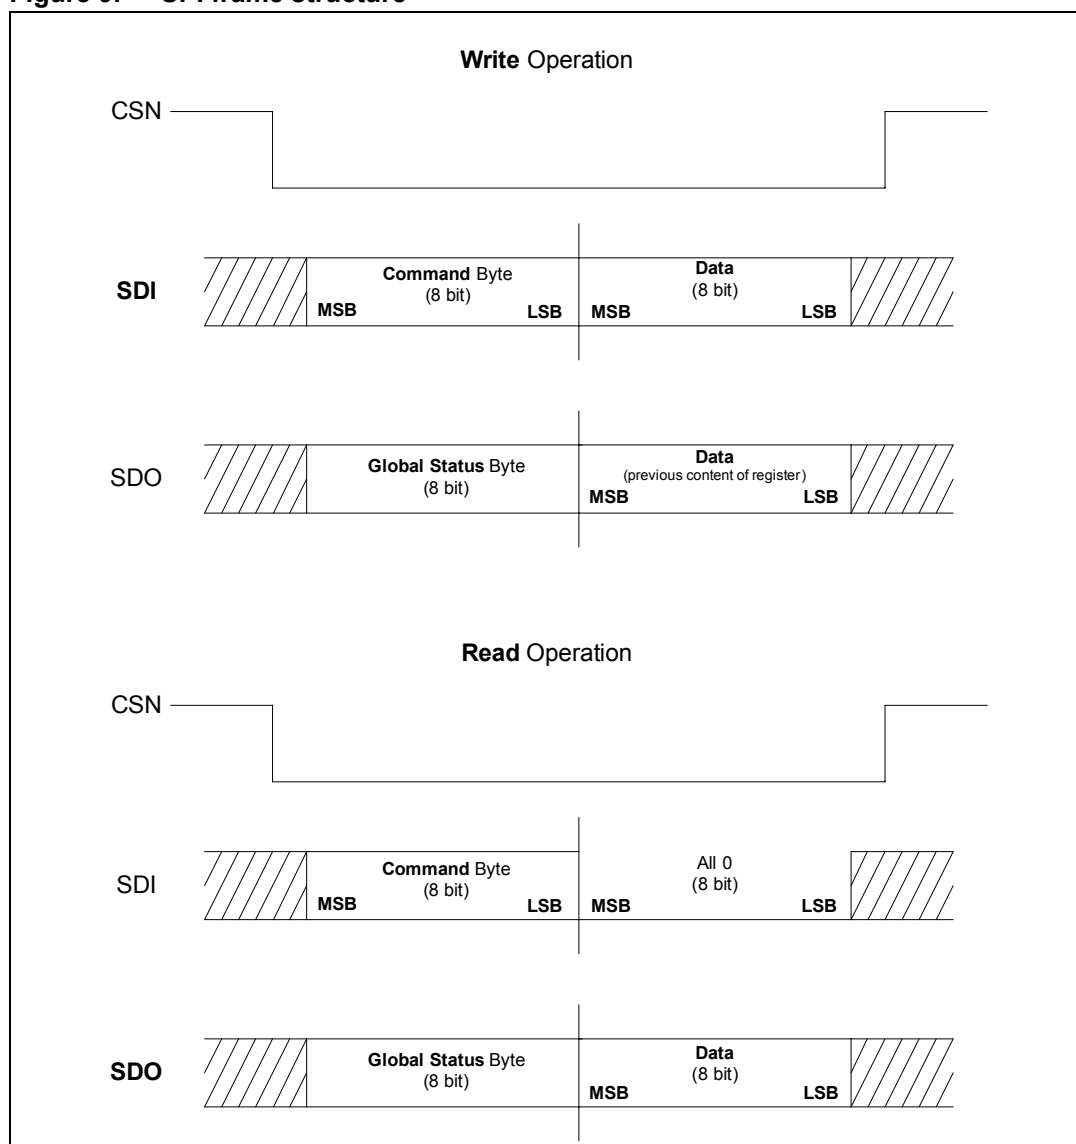 Write Operation
CSN
SDI
Command Byte
(8 bit)
MSB
LSB
Data
(8 bit)
MSB
LSB
SDO
Global Status Byte
(8 bit)
Data
(previous content of register)
MSB
LSB
Read Operation
CSN
SDI
Command Byte
(8 bit)
MSB
LSB
All 0
(8 bit)
MSB
LSB
SDO
Global Status Byte
(8 bit)
Data
(8 bit)
MSB
LSB